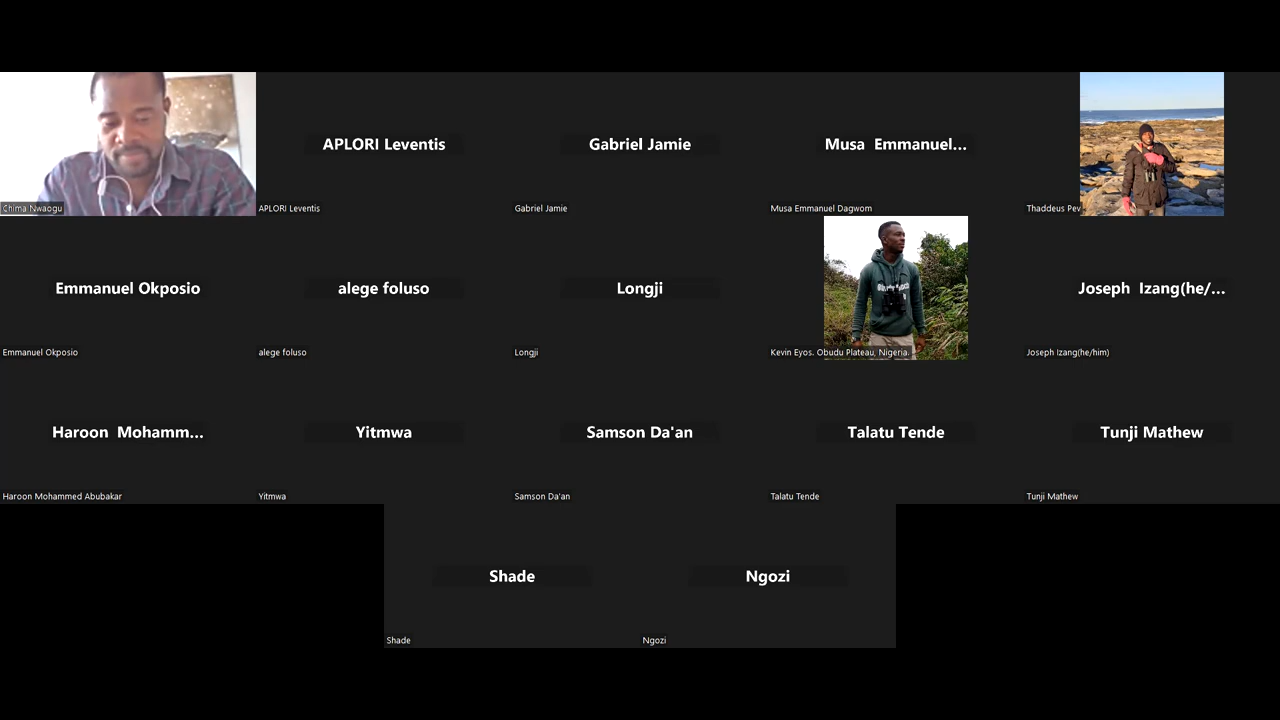 Chima Nwaogu
APLORI Leventis
APLORI Leventis
Gabriel Jamie
Gabriel Jamie
Musa Emmanuel...
Musa Emmanuel Dagwom
Thaddeus Pev
Emmanuel Okposio
Emmanuel Okposio
alege foluso
alege foluso
Longji
Longji
Kevin Eyos. Obudu Plateau, Nigeria.
Joseph Izang(he/...
Joseph Izang(he/him)
Haroon Mohamm...
Haroon Mohammed Abubakar
Yitmwa
Yitmwa
Samson Da'an
Samson Da'an
Talatu Tende
Talatu Tende
Tunji Mathew
Tunji Mathew
Shade
Shade
Ngozi
Ngozi